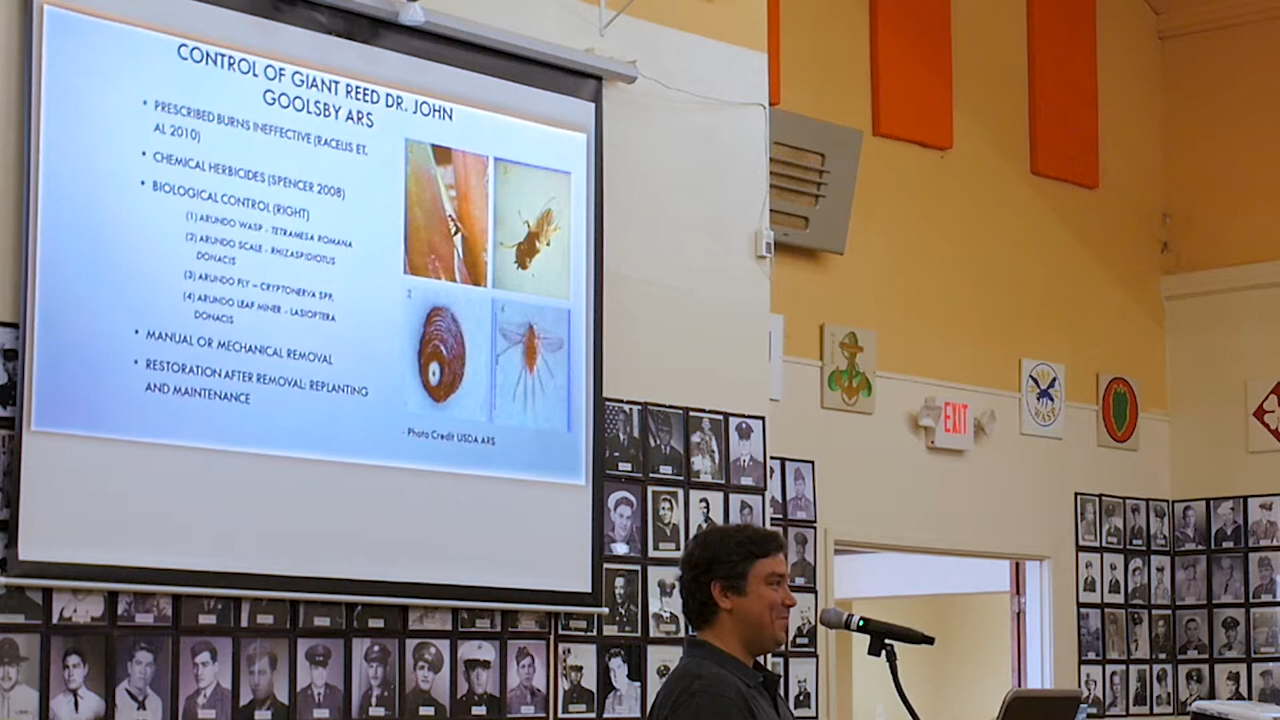 CONTROL OF GIANT REED DR. JOHN
GOOLSBY ARS
• PRESCRIBED BURNS INEFFECTIVE (RACELIS ET.
AL 2010)
• CHEMICAL HERBICIDES (SPENCER 2008)
• BIOLOGICAL CONTROL (RIGHT)
(1) ARUNDO WASP - TETRAMESA ROMANA
(2) ARUNDO SCALE - RHIZASPIDIOTUS
DONACIS
(3) ARUNDO FLY – CRYPTONERVA SPP.
(4) ARUNDO LEAF MINER - LASIOPTERA
DONACIS
• MANUAL OR MECHANICAL REMOVAL
• RESTORATION AFTER REMOVAL: REPLANTING
AND MAINTENANCE
- Photo Credit USDA ARS
EXIT
WASP